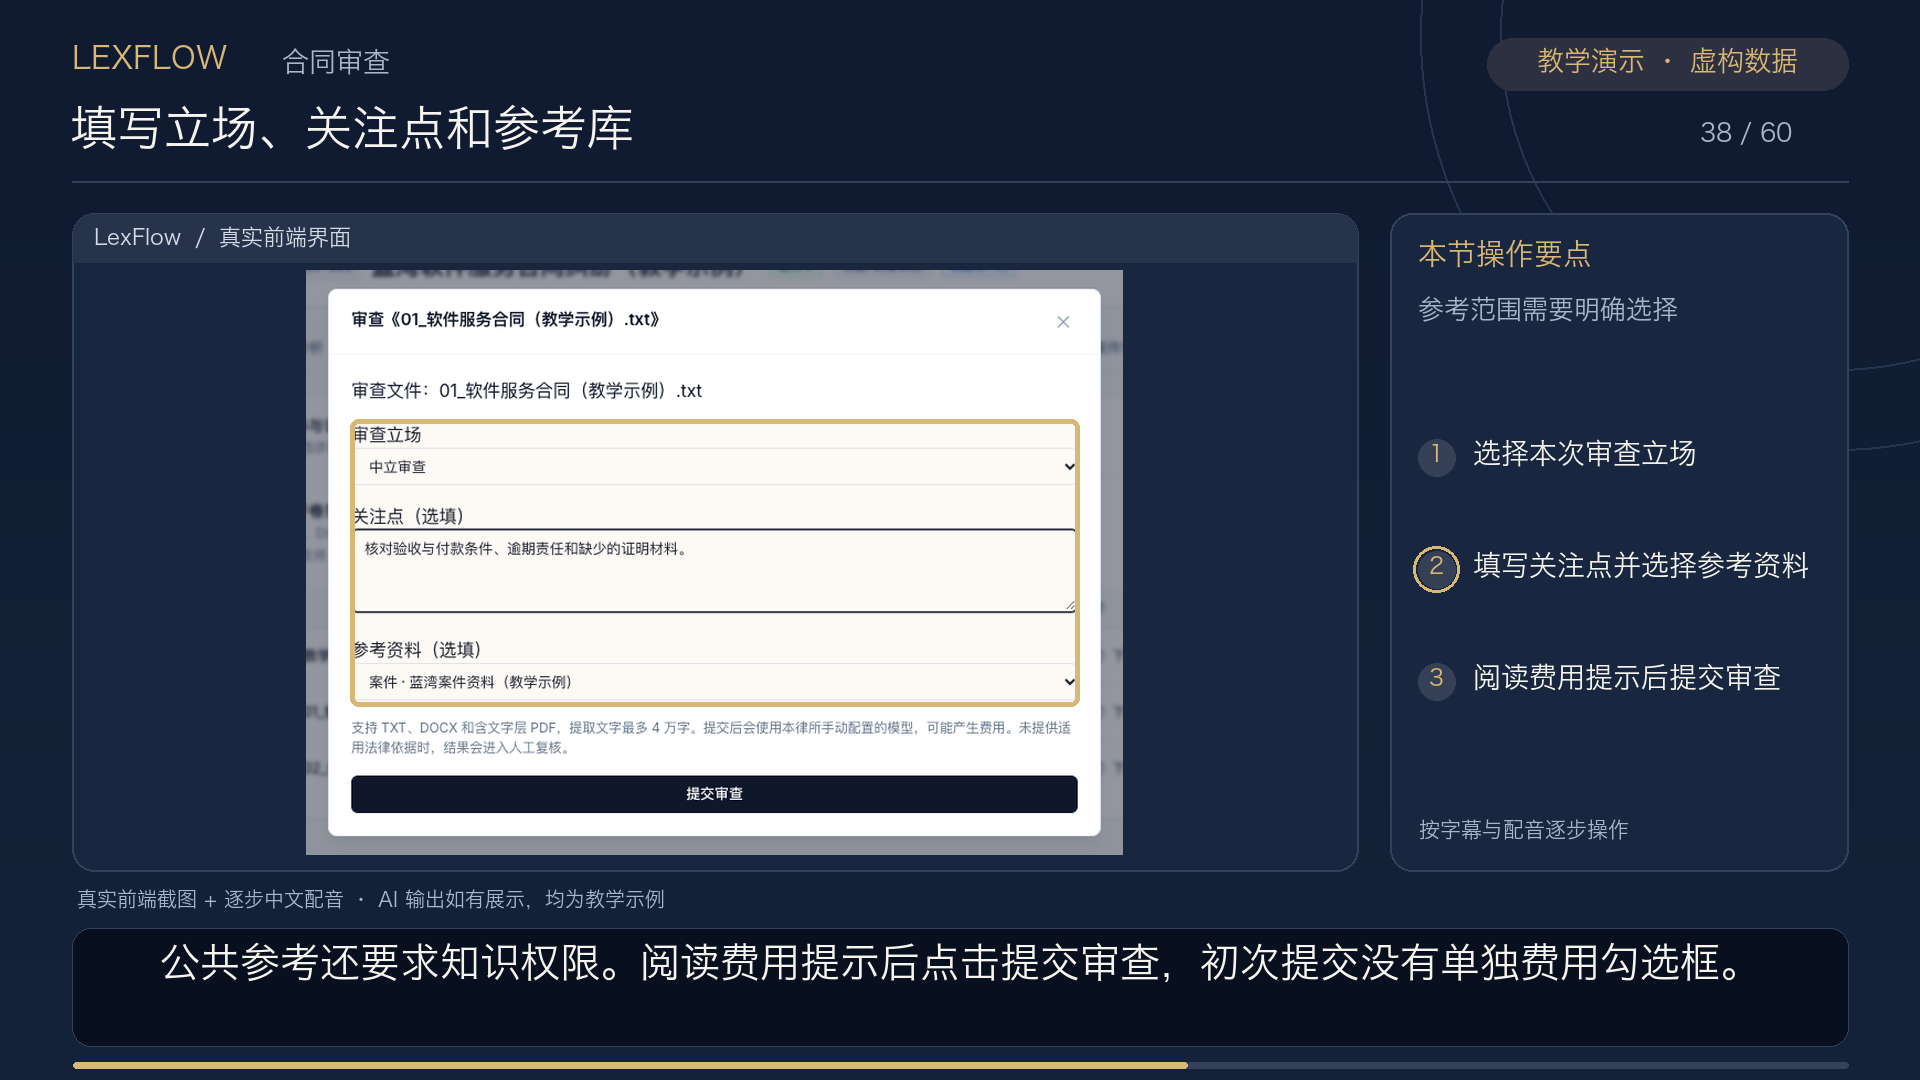 LEXFLOW 合同审查
教学演示 · 虚构数据
填写立场、关注点和参考库
38 / 60
LexFlow / 真实前端界面
审查《01_软件服务合同（教学示例）.txt》
审查文件：01_软件服务合同（教学示例）.txt
审查立场
中立审查
关注点（选填）
核对验收与付款条件、逾期责任和缺少的证明材料。
参考资料（选填）
案件 · 蓝湾案件资料（教学示例）
支持 TXT、DOCX 和含文字层 PDF，提取文字最多 4 万字。提交后会使用本律所手动配置的模型，可能产生费用。未提供适
用法律依据时，结果会进入人工复核。
提交审查
本节操作要点
参考范围需要明确选择
1 选择本次审查立场
2 填写关注点并选择参考资料
3 阅读费用提示后提交审查
按字幕与配音逐步操作
真实前端截图 + 逐步中文配音 · AI 输出如有展示，均为教学示例
公共参考还要求知识权限。阅读费用提示后点击提交审查，初次提交没有单独费用勾选框。